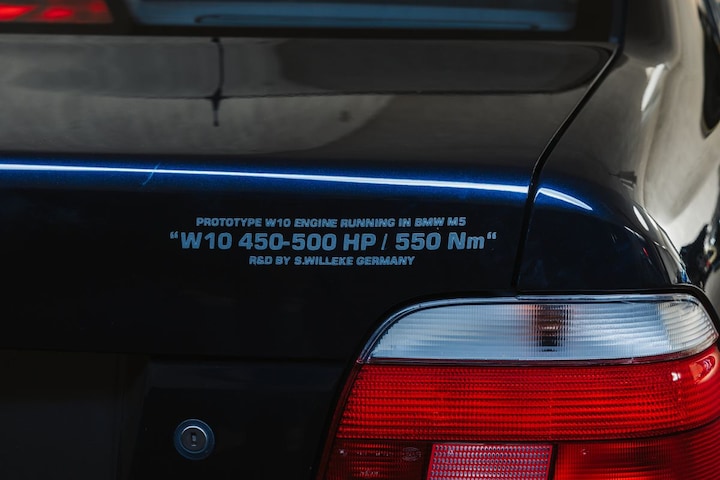 PROTOTYPE W10 ENGINE RUNNING IN BMW M5
“W10 450-500 HP / 550 Nm“
R&D BY S.WILLEKE GERMANY